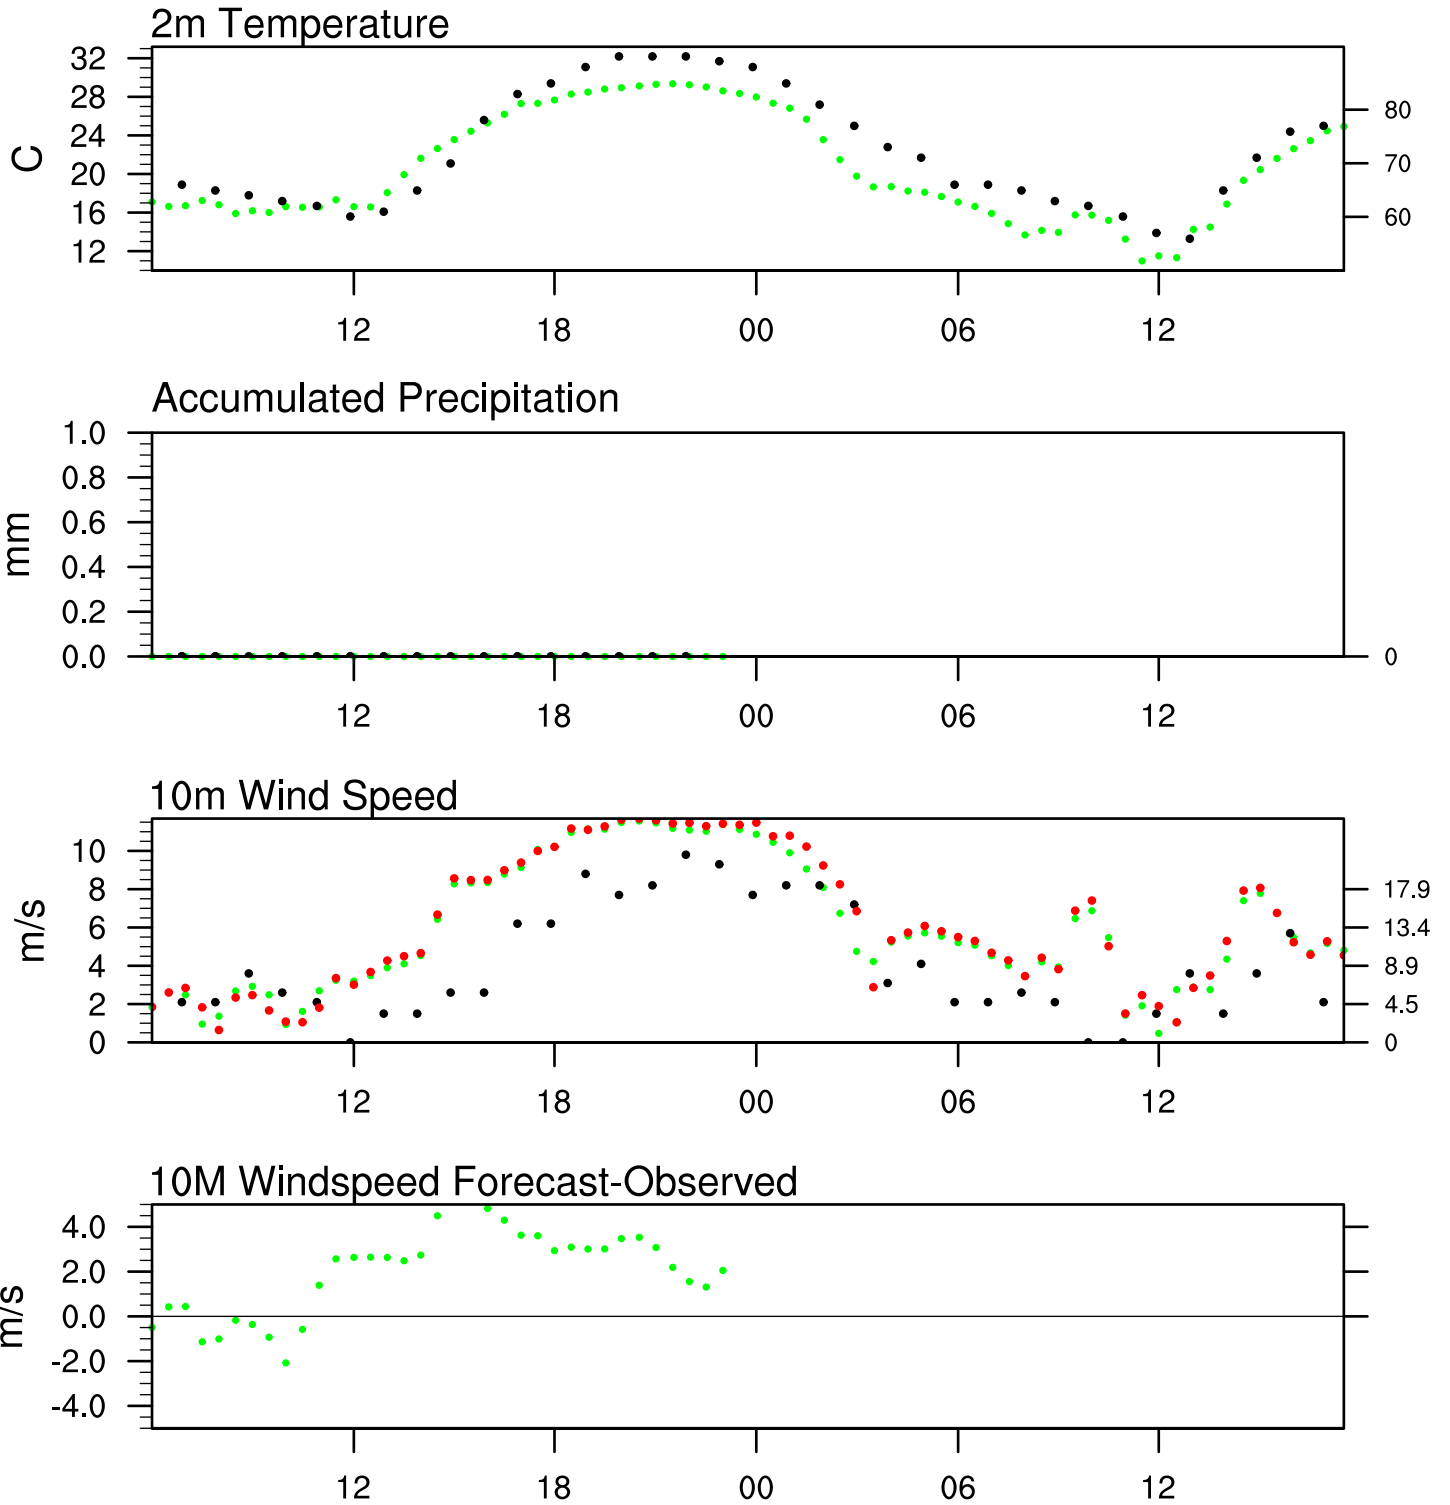 2m Temperature
32
28
24
20
16
12
C
80
70
60
12 18 00 06 12
Accumulated Precipitation
1.0
0.8
0.6
0.4
0.2
0.0
mm
0
12 18 00 06 12
10m Wind Speed
10
8
6
4
2
0
m/s
17.9
13.4
8.9
4.5
0
12 18 00 06 12
10M Windspeed Forecast-Observed
4.0
2.0
0.0
-2.0
-4.0
m/s
12 18 00 06 12